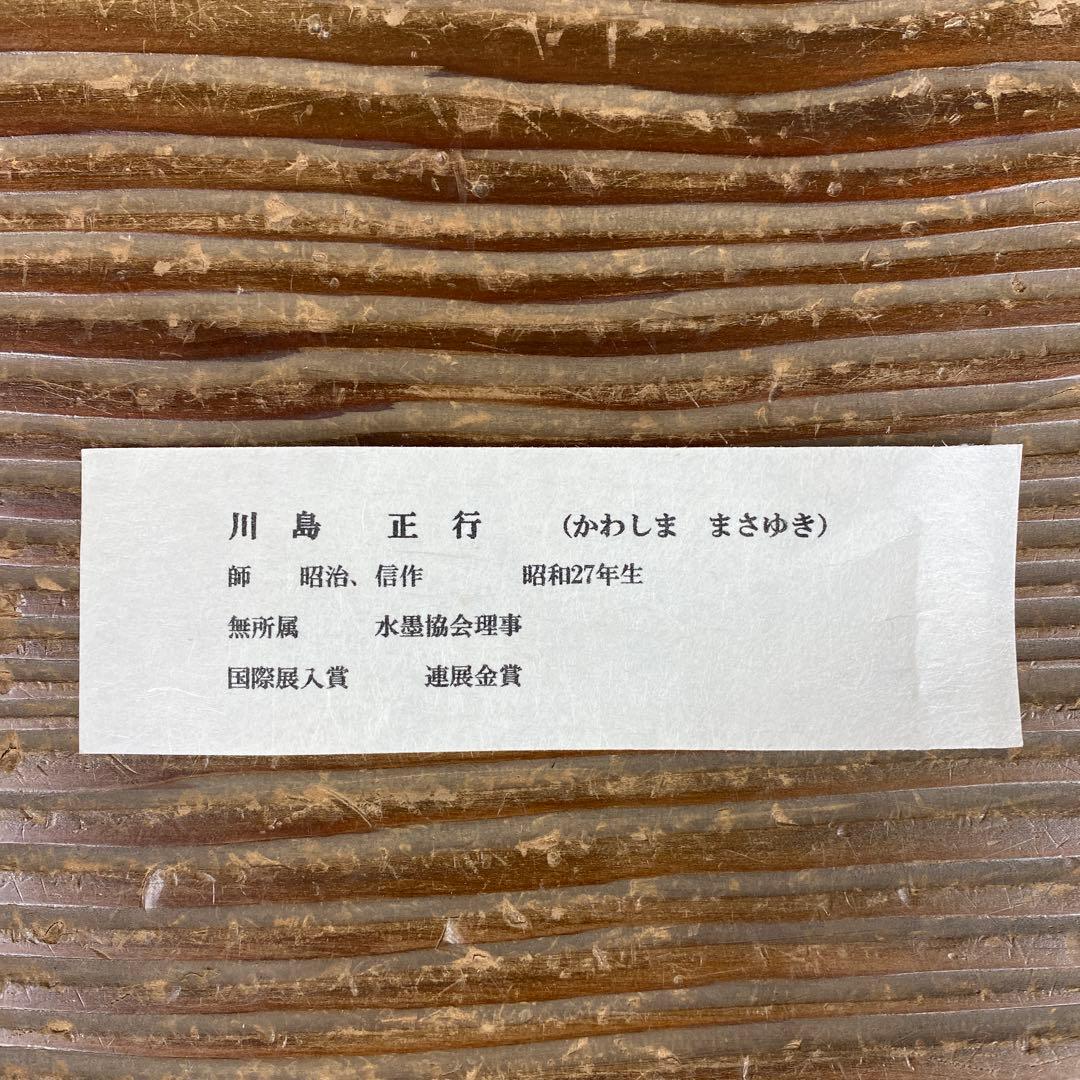 川島　正行　（かわしま　まさゆき）
師　昭治、信作　昭和27年生
無所属　水墨協会理事
国際展入賞　連展金賞